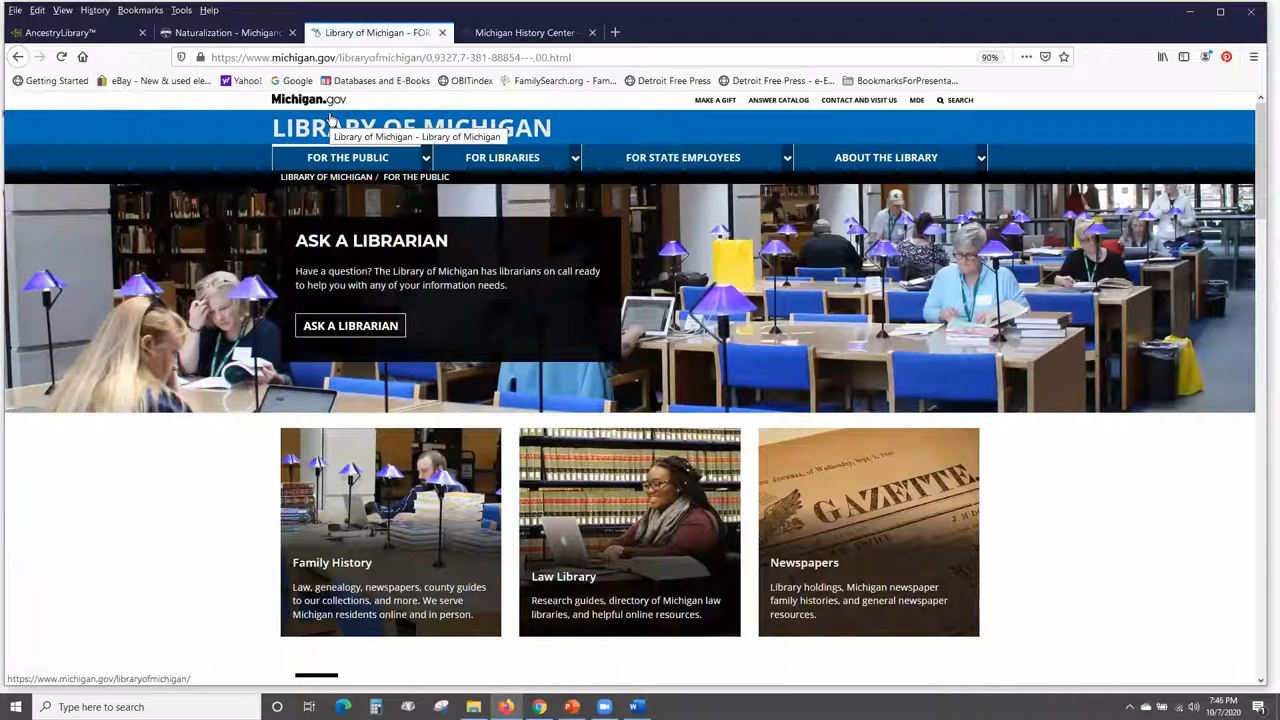 File Edit View History Bookmarks Tools Help
AncestryLibrary™
Naturalization - Michigan
Library of Michigan - FOR
Michigan History Center
https://www.michigan.gov/libraryofmichigan/0,9327,7-381-88854---,00.html
90%
Getting Started
eBay - New & used ele...
Yahoo!
Google
Databases and E-Books
OBITindex
FamilySearch.org - Fam...
Detroit Free Press
Detroit Free Press - e-E...
BookmarksForPresenta...
Michigan.gov
MAKE A GIFT
ANSWER CATALOG
CONTACT AND VISIT US
MDE
SEARCH
LIBRARY OF MICHIGAN
Library of Michigan - Library of Michigan
FOR THE PUBLIC
FOR LIBRARIES
FOR STATE EMPLOYEES
ABOUT THE LIBRARY
LIBRARY OF MICHIGAN / FOR THE PUBLIC
ASK A LIBRARIAN
Have a question? The Library of Michigan has librarians on call ready
to help you with any of your information needs.
ASK A LIBRARIAN
Family History
Law, genealogy, newspapers, county guides
to our collections, and more. We serve
Michigan residents online and in person.
Law Library
Research guides, directory of Michigan law
libraries, and helpful online resources.
JOURNAL, of Wednesday, Sept.
GAZETTE.
Newspapers
Library holdings, Michigan newspaper
family histories, and general newspaper
resources.
https://www.michigan.gov/libraryofmichigan/
Type here to search
7:46 PM
10/7/2020